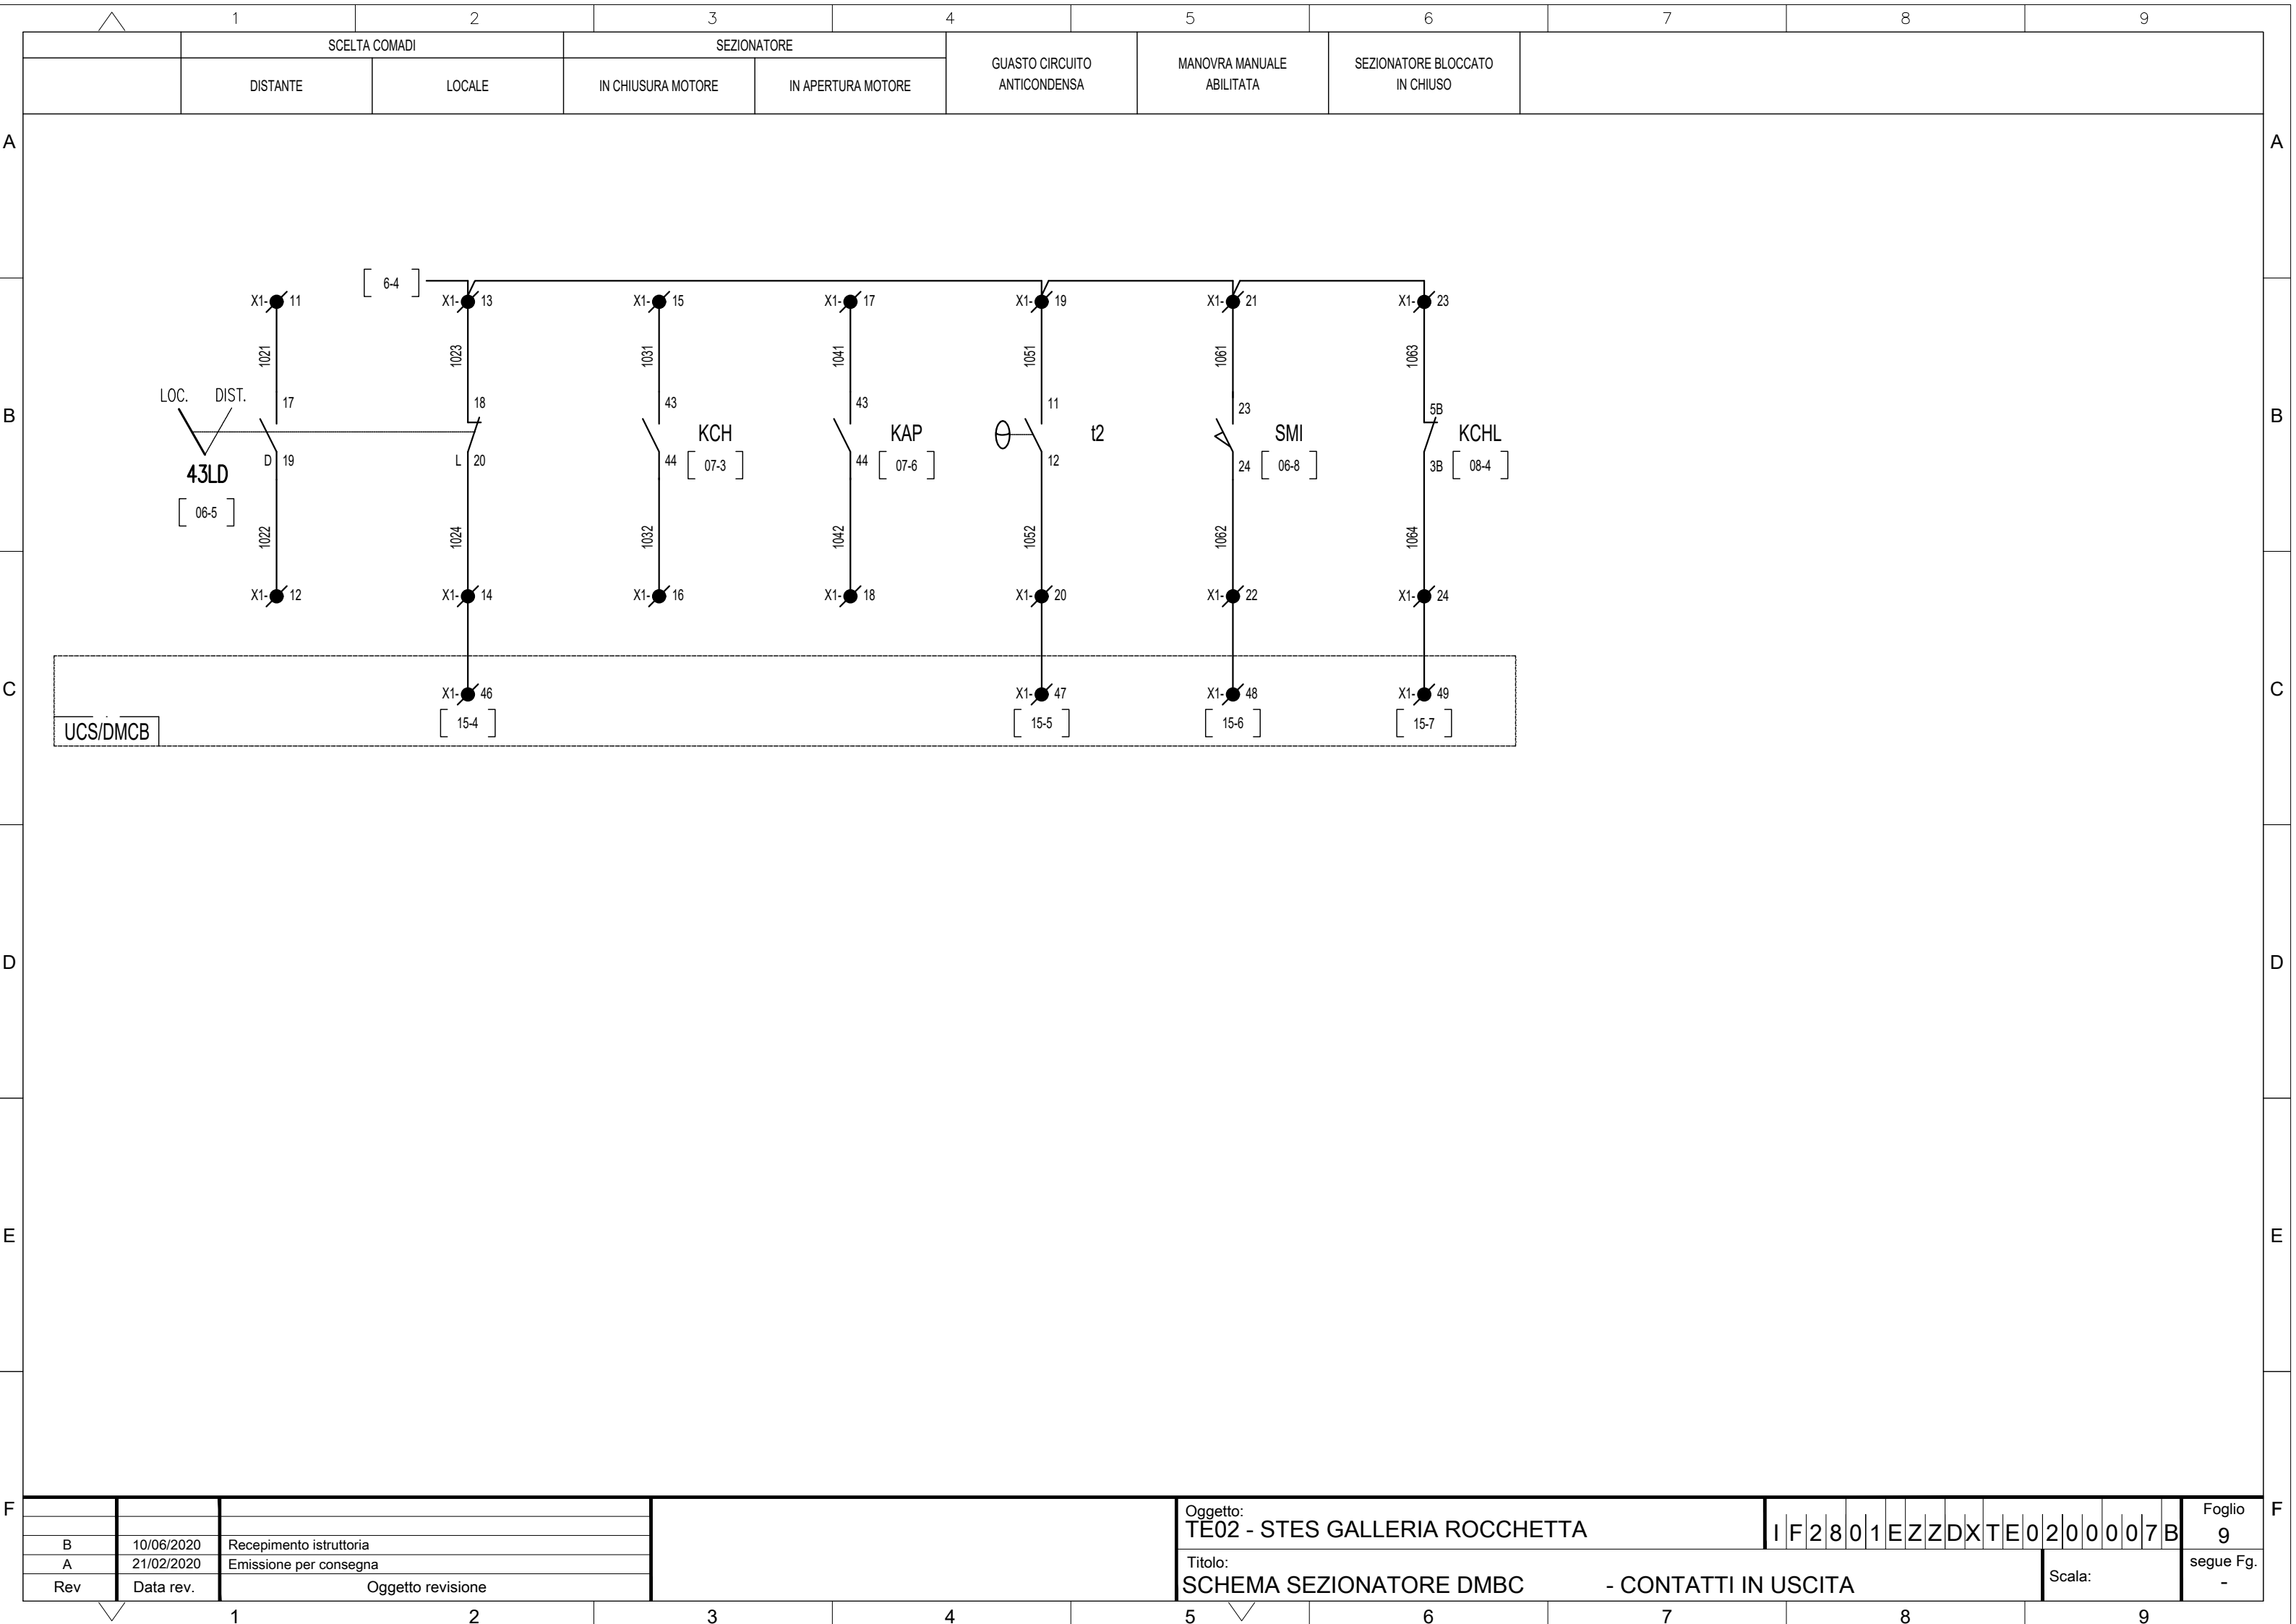 1 2 3 4 5 6 7 8 9
SCELTA COMADI SEZIONATORE
GUASTO CIRCUITO MANOVRA MANUALE SEZIONATORE BLOCCATO
DISTANTE LOCALE IN CHIUSURA MOTORE IN APERTURA MOTORE
ANTICONDENSA ABILITATA IN CHIUSO
A A
6-4
X1- 11 X1- 13 X1- 15 X1- 17 X1- 19 X1- 21 X1- 23
1021 1023 1031 1041 1051 1061 1063
LOC. DIST.
17 18 43 43 11 23 5B
B B
KCH KAP t2 SMI KCHL
D 19 L 20 44 07-3 44 07-6 12 24 06-8 3B 08-4
43LD
06-5
1022 1024 1032 1042 1052 1062 1064
X1- 12 X1- 14 X1- 16 X1- 18 X1- 20 X1- 22 X1- 24
C C
X1- 46 X1- 47 X1- 48 X1- 49
15-4 15-5 15-6 15-7
UCS/DMCB
D D
E E
F F
B 10/06/2020 Recepimento istruttoria
A 21/02/2020 Emissione per consegna
Rev Data rev. Oggetto revisione
Oggetto:
TE02 - STES GALLERIA ROCCHETTA
IF2801EZZDXTE0200007B
Foglio
9
Titolo:
SCHEMA SEZIONATORE DMBC - CONTATTI IN USCITA
Scala:
segue Fg.
-
1 2 3 4 5 6 7 8 9